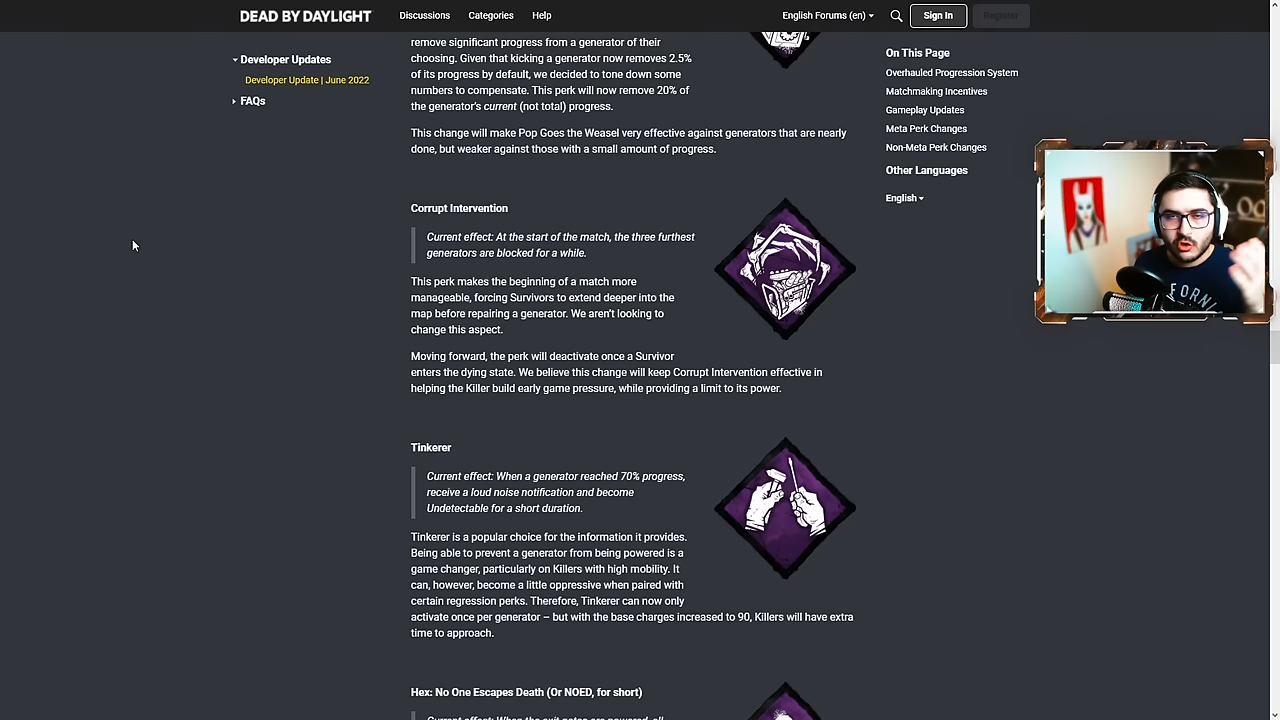 DEAD BY DAYLIGHT
Discussions
Categories
Help
English Forums (en)
Sign In
Register
Developer Updates
Developer Update | June 2022
FAQs
remove significant progress from a generator of their
choosing. Given that kicking a generator now removes 2.5%
of its progress by default, we decided to tone down some
numbers to compensate. This perk will now remove 20% of
the generator's current (not total) progress.
This change will make Pop Goes the Weasel very effective against generators that are nearly
done, but weaker against those with a small amount of progress.
Corrupt Intervention
Current effect: At the start of the match, the three furthest
generators are blocked for a while.
This perk makes the beginning of a match more
manageable, forcing Survivors to extend deeper into the
map before repairing a generator. We aren't looking to
change this aspect.
Moving forward, the perk will deactivate once a Survivor
enters the dying state. We believe this change will keep Corrupt Intervention effective in
helping the Killer build early game pressure, while providing a limit to its power.
Tinkerer
Current effect: When a generator reached 70% progress,
receive a loud noise notification and become
Undetectable for a short duration.
Tinkerer is a popular choice for the information it provides.
Being able to prevent a generator from being powered is a
game changer, particularly on Killers with high mobility. It
can, however, become a little oppressive when paired with
certain regression perks. Therefore, Tinkerer can now only
activate once per generator – but with the base charges increased to 90, Killers will have extra
time to approach.
Hex: No One Escapes Death (Or NOED, for short)
Current effect: When the exit gates are powered, all
On This Page
Overhauled Progression System
Matchmaking Incentives
Gameplay Updates
Meta Perk Changes
Non-Meta Perk Changes
Other Languages
English